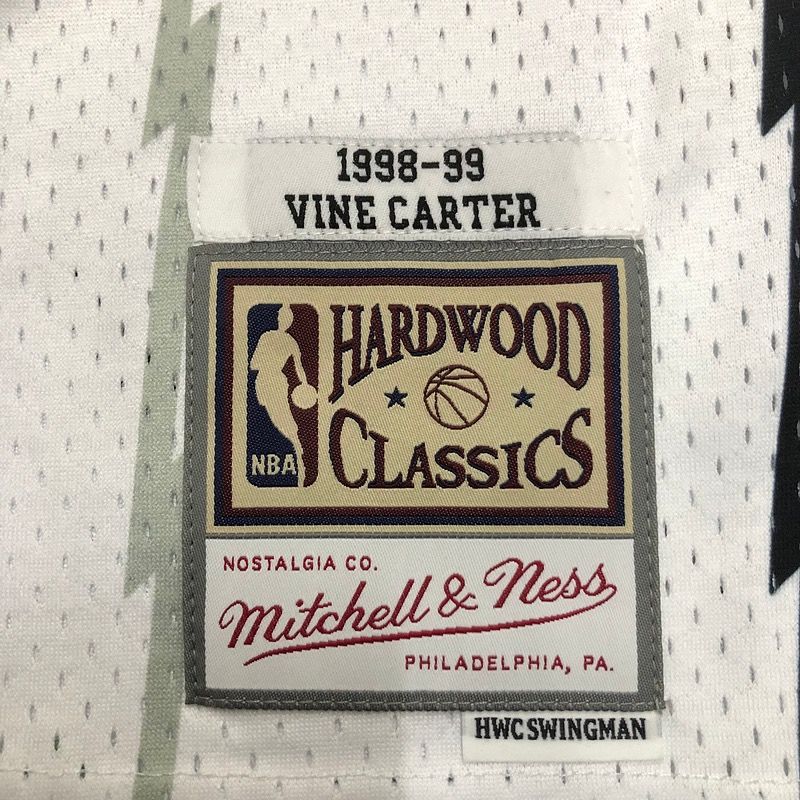 1998-99
VINE CARTER
HARDWOOD
CLASSICS
NBA
NOSTALGIA CO.
Mitchell & Ness
PHILADELPHIA, PA.
HWC SWINGMAN